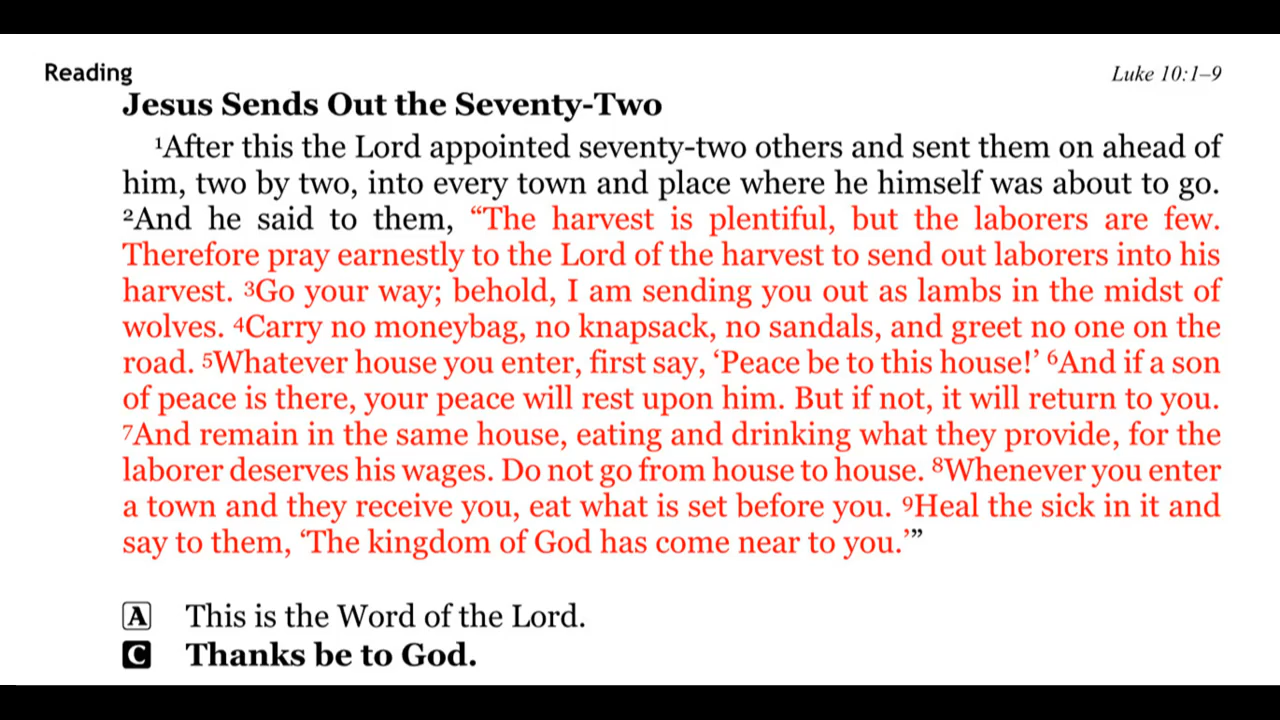 Reading
Luke 10:1–9
Jesus Sends Out the Seventy-Two
¹After this the Lord appointed seventy-two others and sent them on ahead of
him, two by two, into every town and place where he himself was about to go.
²And he said to them, “The harvest is plentiful, but the laborers are few.
Therefore pray earnestly to the Lord of the harvest to send out laborers into his
harvest. ³Go your way; behold, I am sending you out as lambs in the midst of
wolves. ⁴Carry no moneybag, no knapsack, no sandals, and greet no one on the
road. ⁵Whatever house you enter, first say, ‘Peace be to this house!’ ⁶And if a son
of peace is there, your peace will rest upon him. But if not, it will return to you.
⁷And remain in the same house, eating and drinking what they provide, for the
laborer deserves his wages. Do not go from house to house. ⁸Whenever you enter
a town and they receive you, eat what is set before you. ⁹Heal the sick in it and
say to them, ‘The kingdom of God has come near to you.’”
A This is the Word of the Lord.
C Thanks be to God.